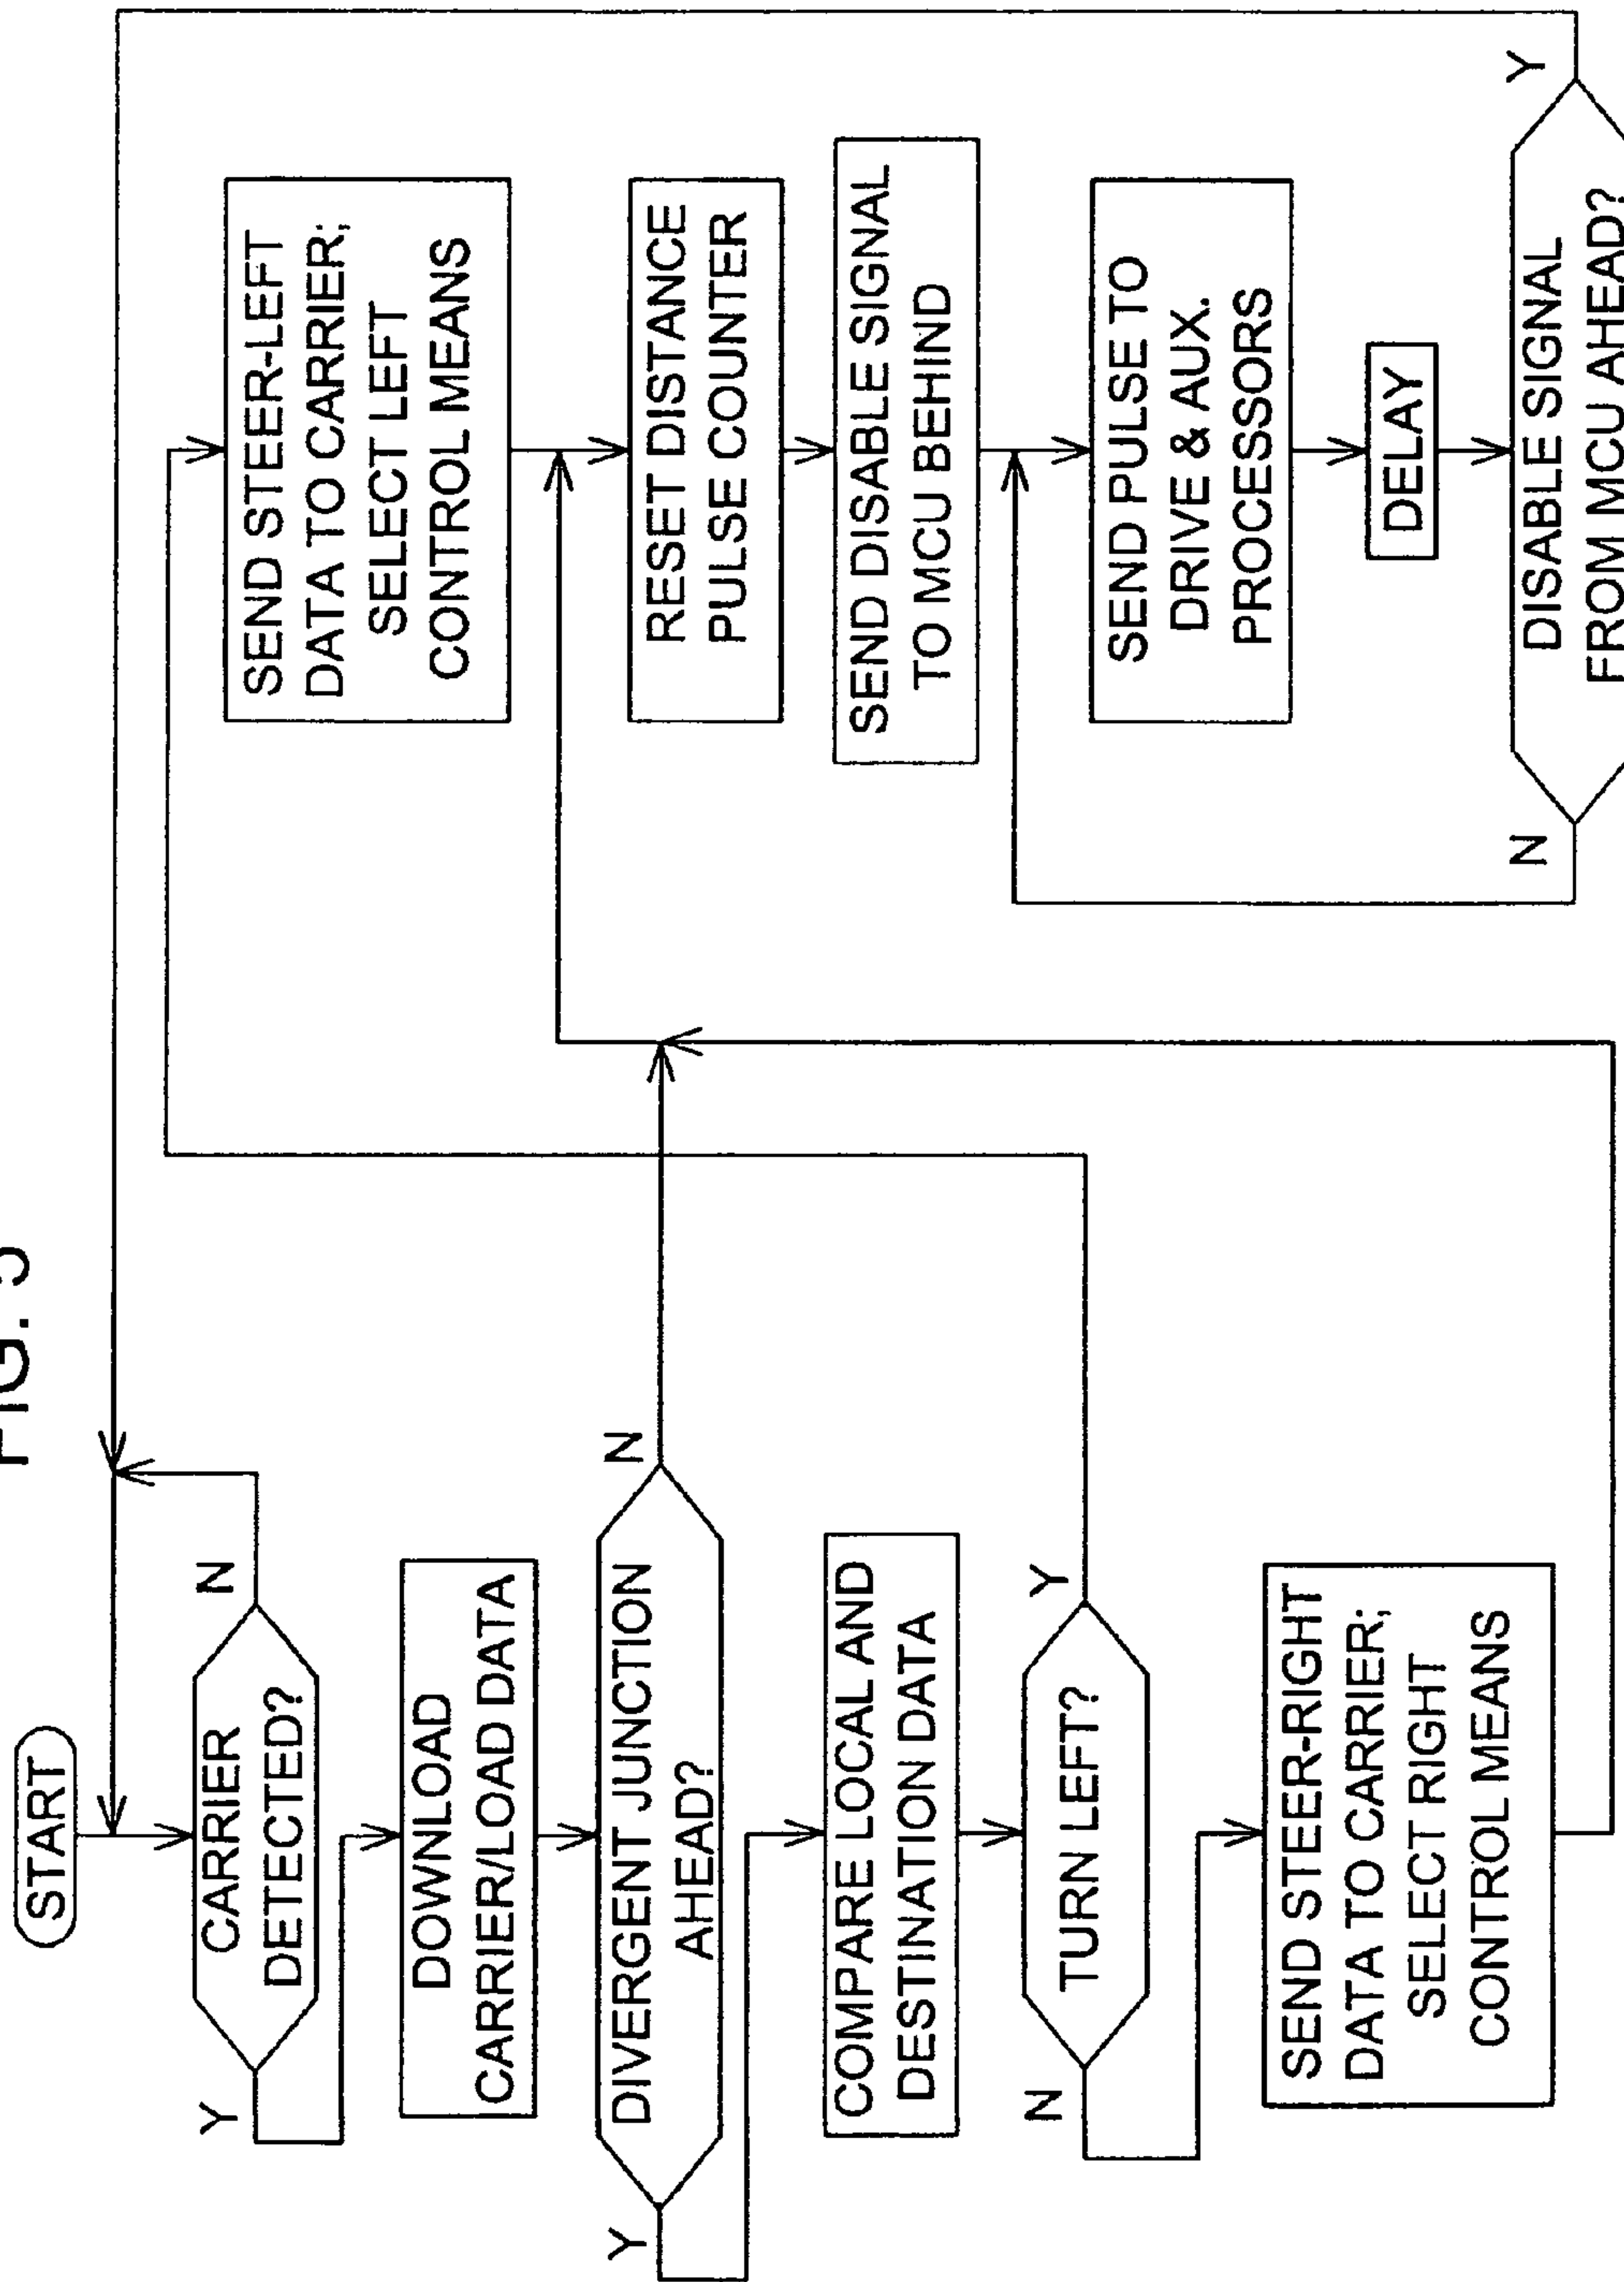 FIG. 5
START
CARRIER
DETECTED?
Y
N
DOWNLOAD
CARRIER/LOAD DATA
DIVERGENT JUNCTION
AHEAD?
Y
N
COMPARE LOCAL AND
DESTINATION DATA
TURN LEFT?
N
Y
SEND STEER-RIGHT
DATA TO CARRIER;
SELECT RIGHT
CONTROL MEANS
SEND STEER-LEFT
DATA TO CARRIER;
SELECT LEFT
CONTROL MEANS
RESET DISTANCE
PULSE COUNTER
SEND DISABLE SIGNAL
TO MCU BEHIND
SEND PULSE TO
DRIVE & AUX.
PROCESSORS
DELAY
DISABLE SIGNAL
FROM MCU AHEAD?
N
Y